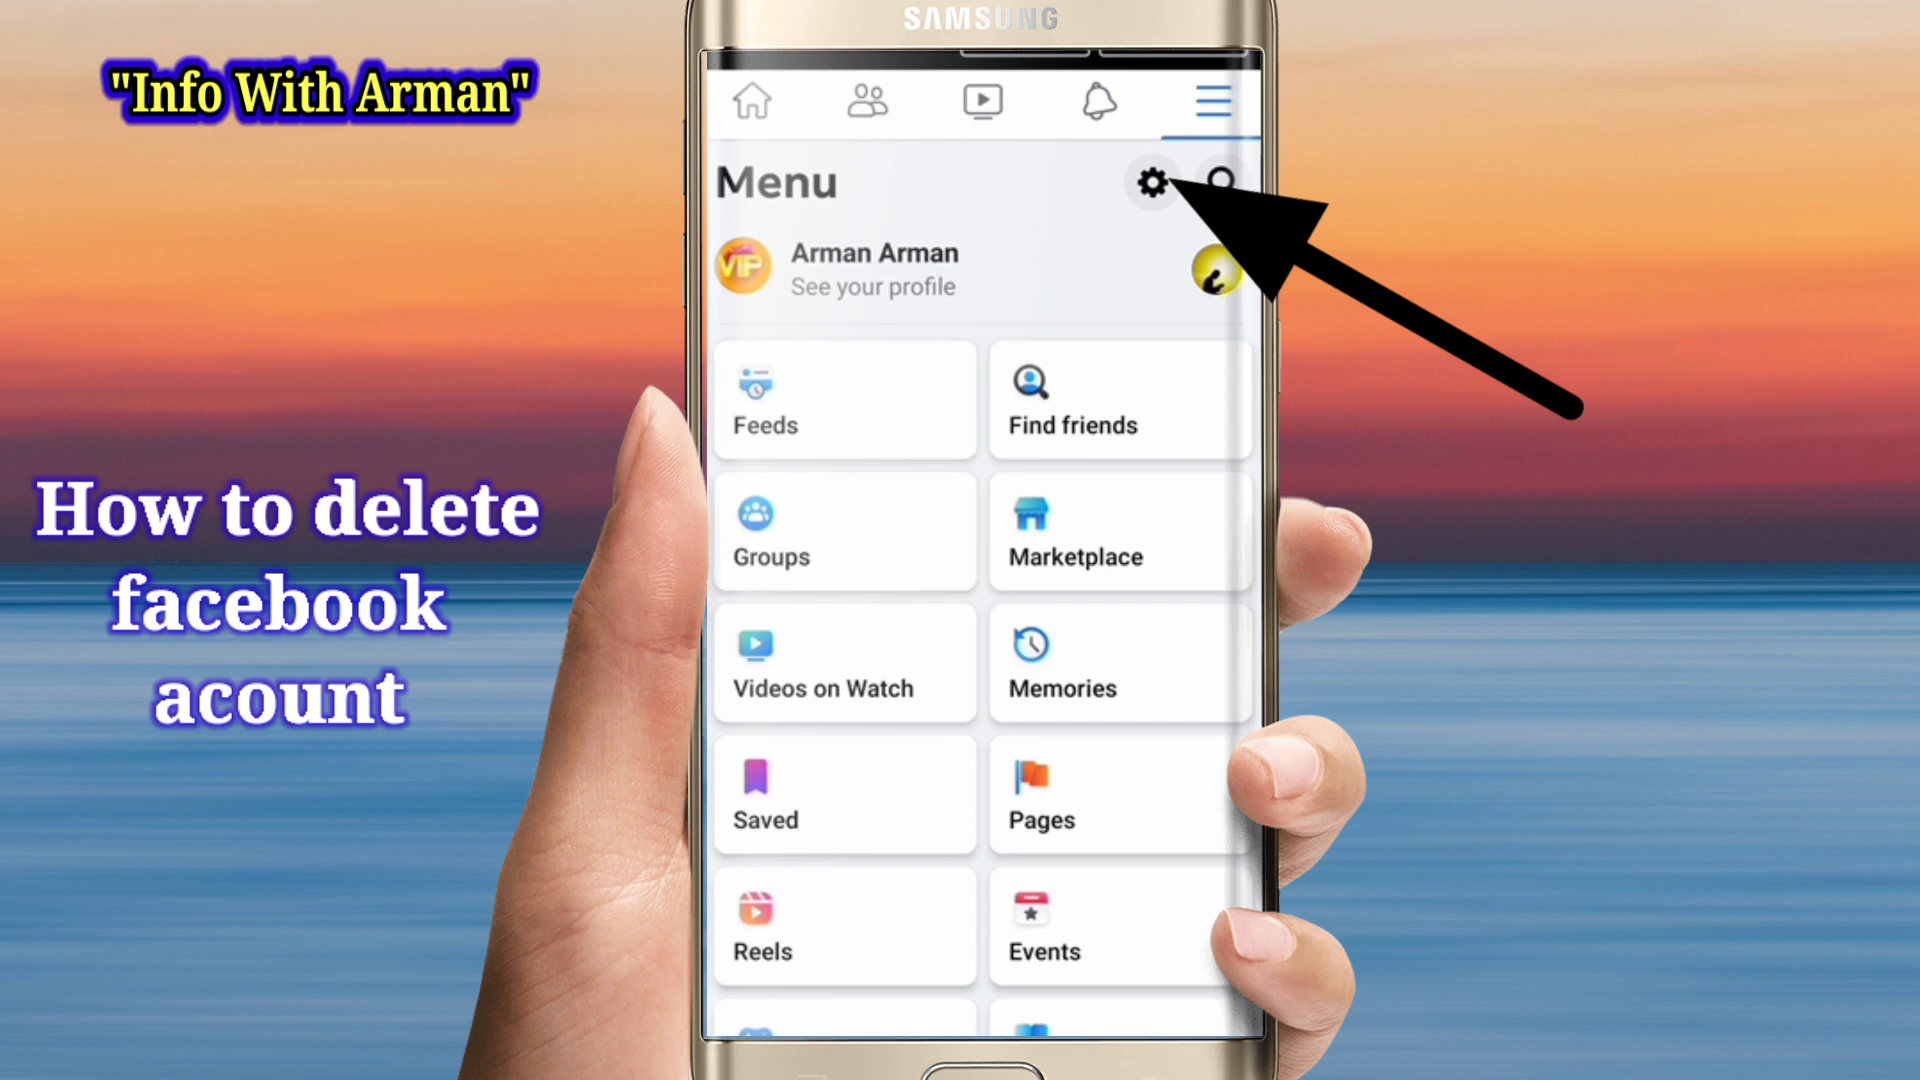 SAMSUNG
"Info With Arman"
Menu
VIP
Arman Arman
See your profile
Feeds
Find friends
How to delete
facebook
acount
Groups
Marketplace
Videos on Watch
Memories
Saved
Pages
Reels
Events